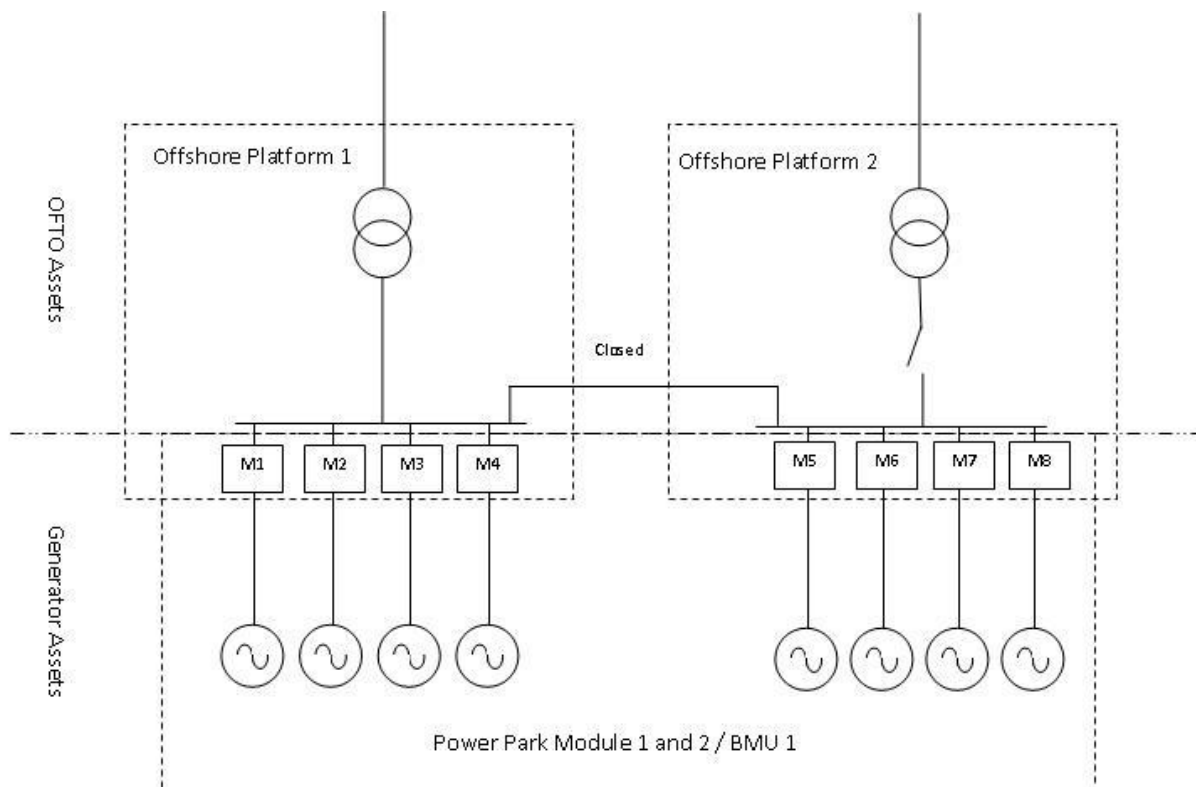 Offshore Platform 1
Offshore Platform 2
OFTO Assets
Closed
M1
M2
M3
M4
M5
M6
M7
M8
Generator Assets
Power Park Module 1 and 2 / BMU 1